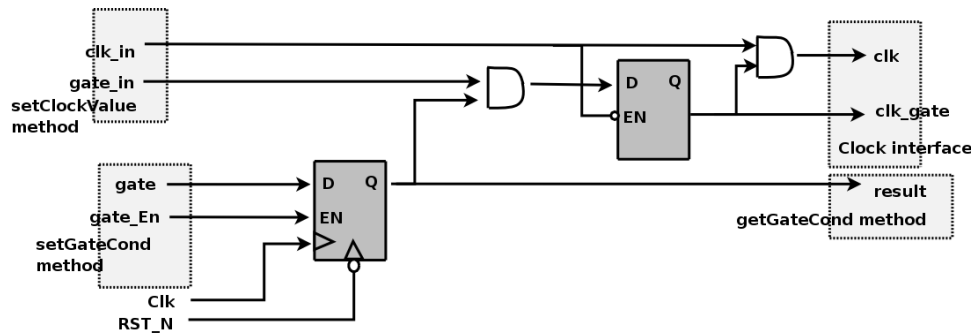 clk_in
gate_in
setClockValue
method
D
Q
EN
clk
clk_gate
Clock interface
gate
gate_En
setGateCond
method
D
Q
EN
result
getGateCond method
Clk
RST_N